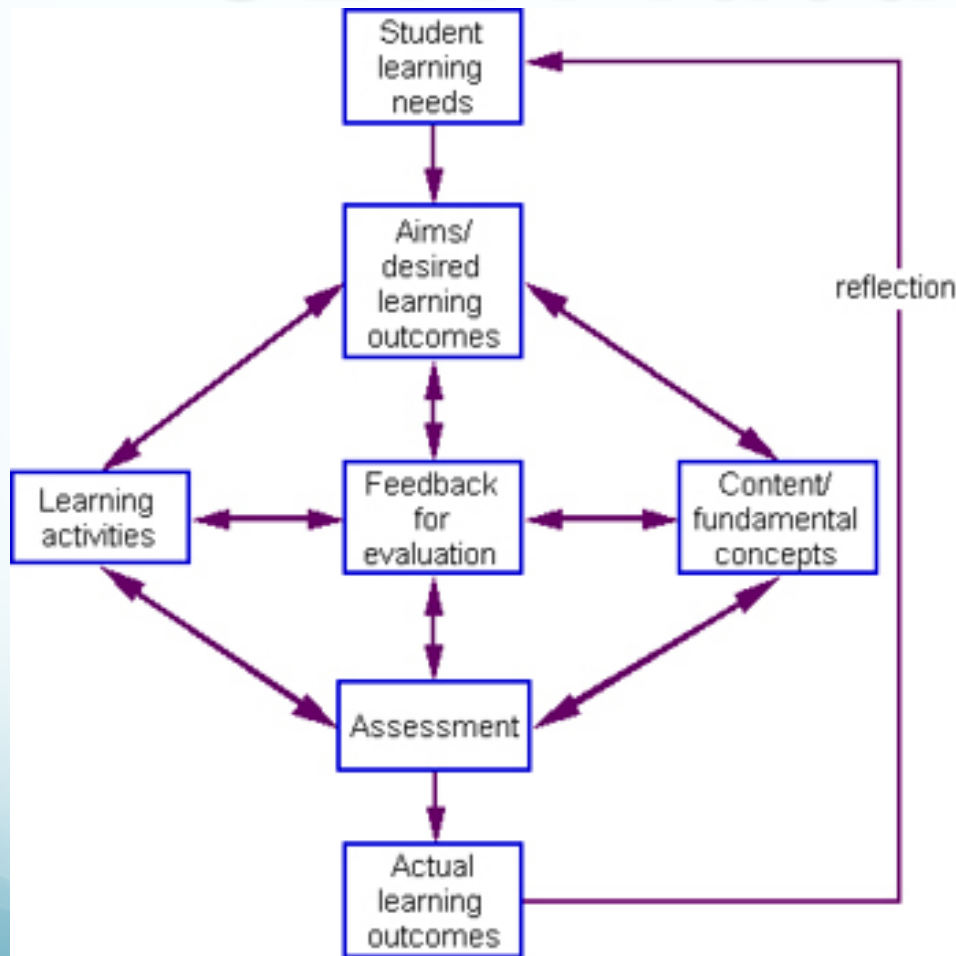 Student
learning
needs
Aims/
desired
learning
outcomes
reflection
Learning
activities
Feedback
for
evaluation
Content/
fundamental
concepts
Assessment
Actual
learning
outcomes